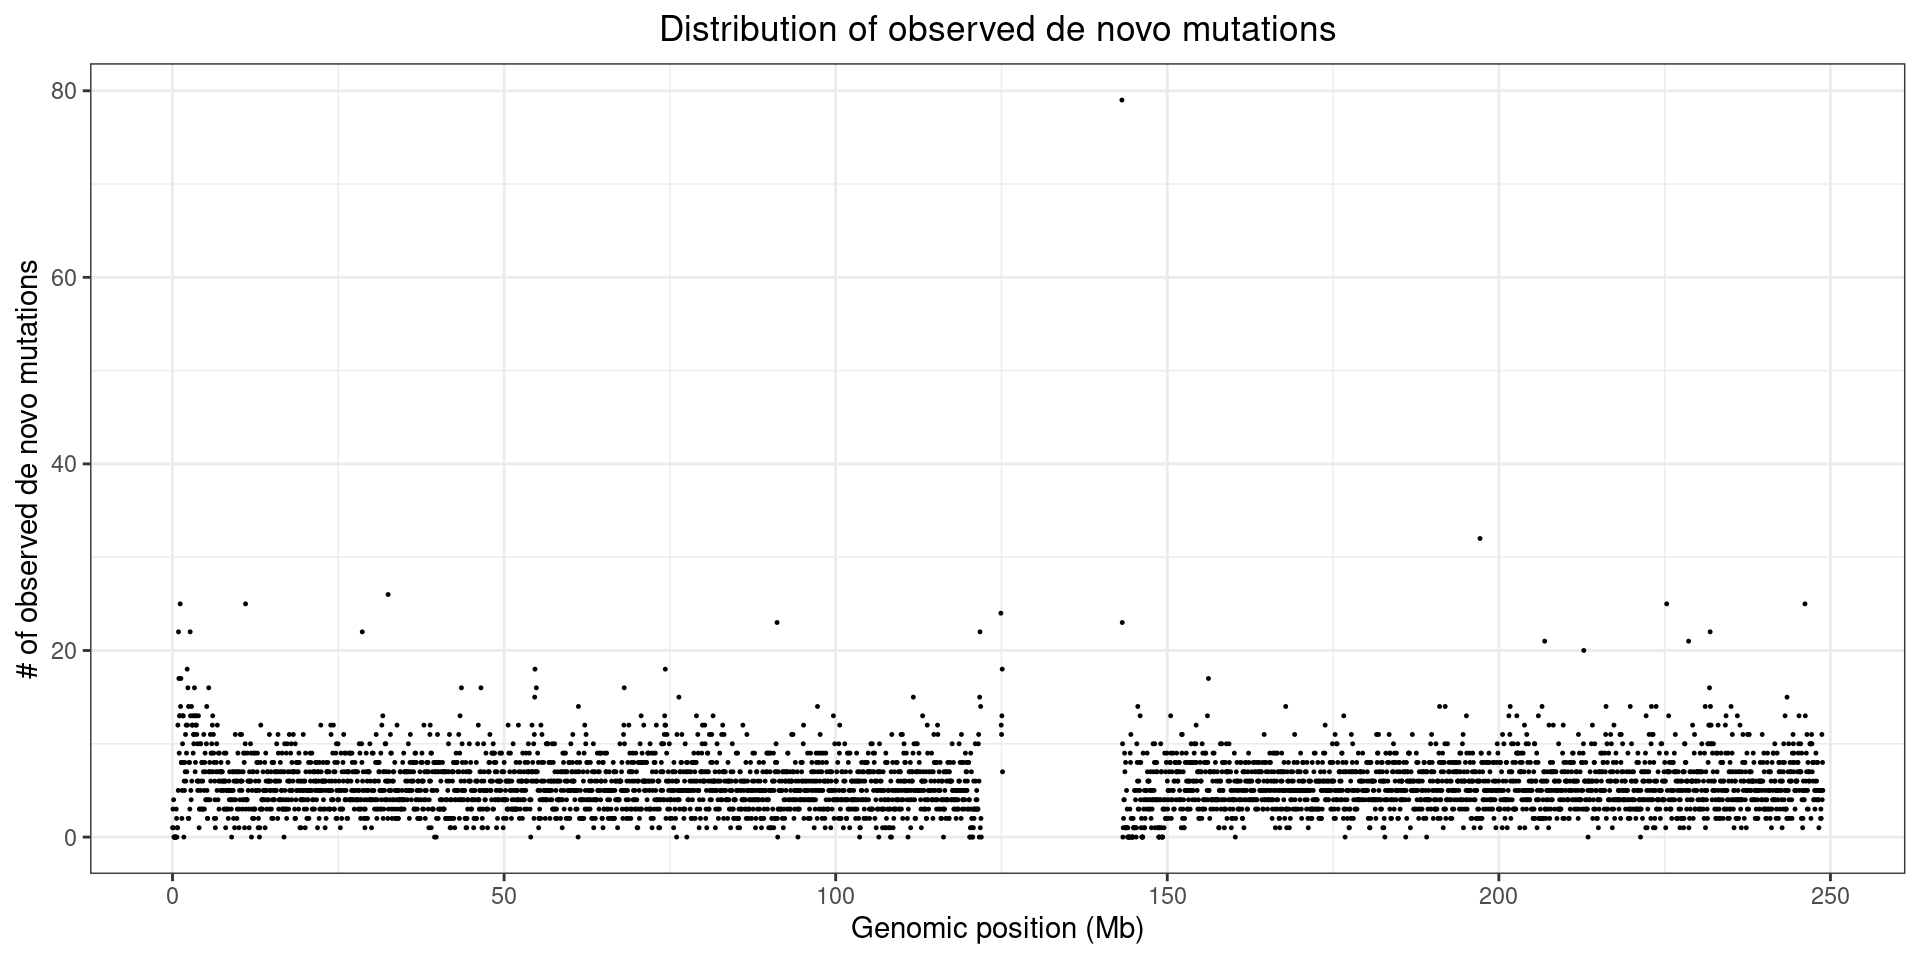 Distribution of observed de novo mutations
# of observed de novo mutations
80
60
40
20
0
0 50 100 150 200 250
Genomic position (Mb)